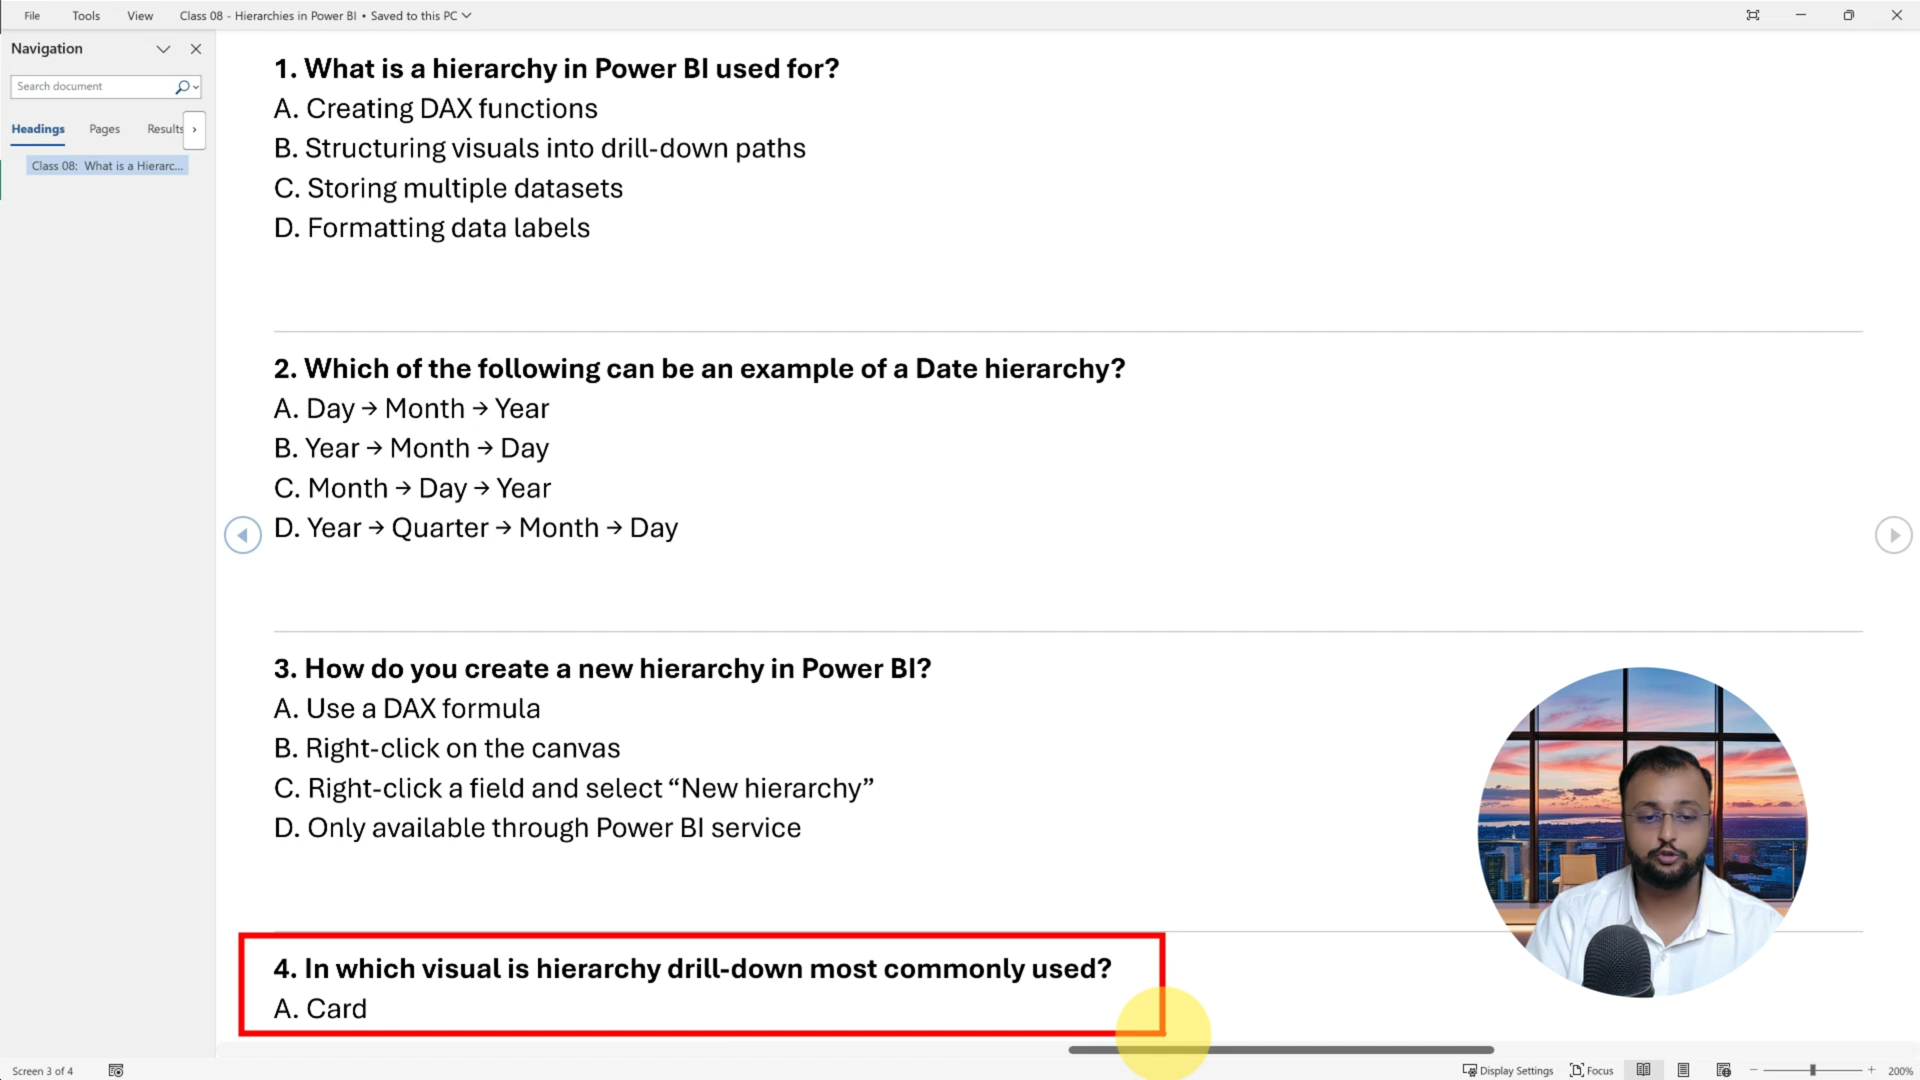 File Tools View Class 08 - Hierarchies in Power BI • Saved to this PC
Navigation
Search document
Headings Pages Results
Class 08: What is a Hierarc...
1. What is a hierarchy in Power BI used for?
A. Creating DAX functions
B. Structuring visuals into drill-down paths
C. Storing multiple datasets
D. Formatting data labels
2. Which of the following can be an example of a Date hierarchy?
A. Day → Month → Year
B. Year → Month → Day
C. Month → Day → Year
D. Year → Quarter → Month → Day
3. How do you create a new hierarchy in Power BI?
A. Use a DAX formula
B. Right-click on the canvas
C. Right-click a field and select “New hierarchy”
D. Only available through Power BI service
4. In which visual is hierarchy drill-down most commonly used?
A. Card
Screen 3 of 4 Display Settings Focus 200%